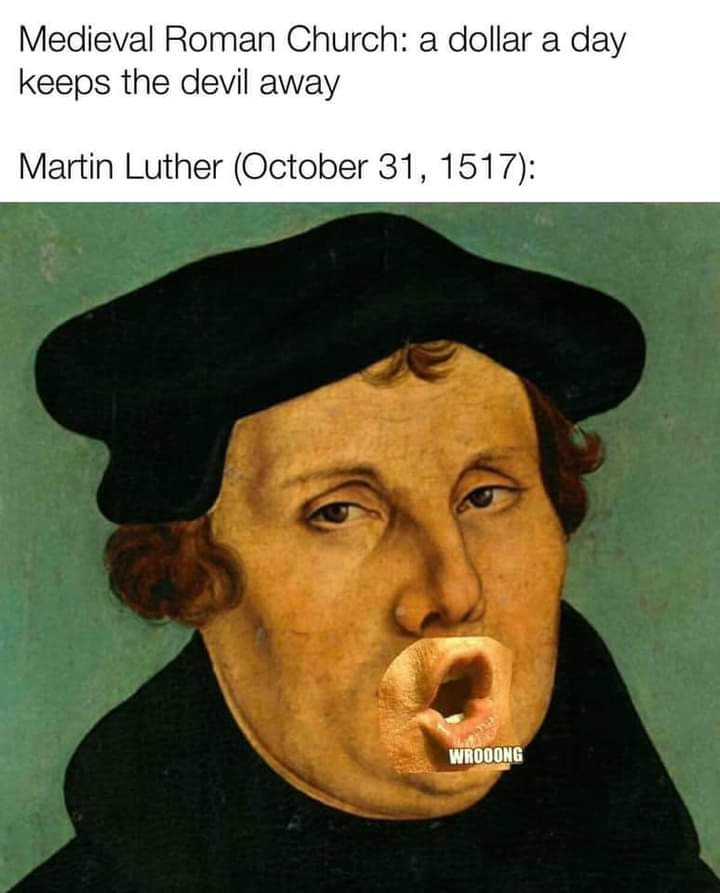 Medieval Roman Church: a dollar a day
keeps the devil away
Martin Luther (October 31, 1517):
WROOONG